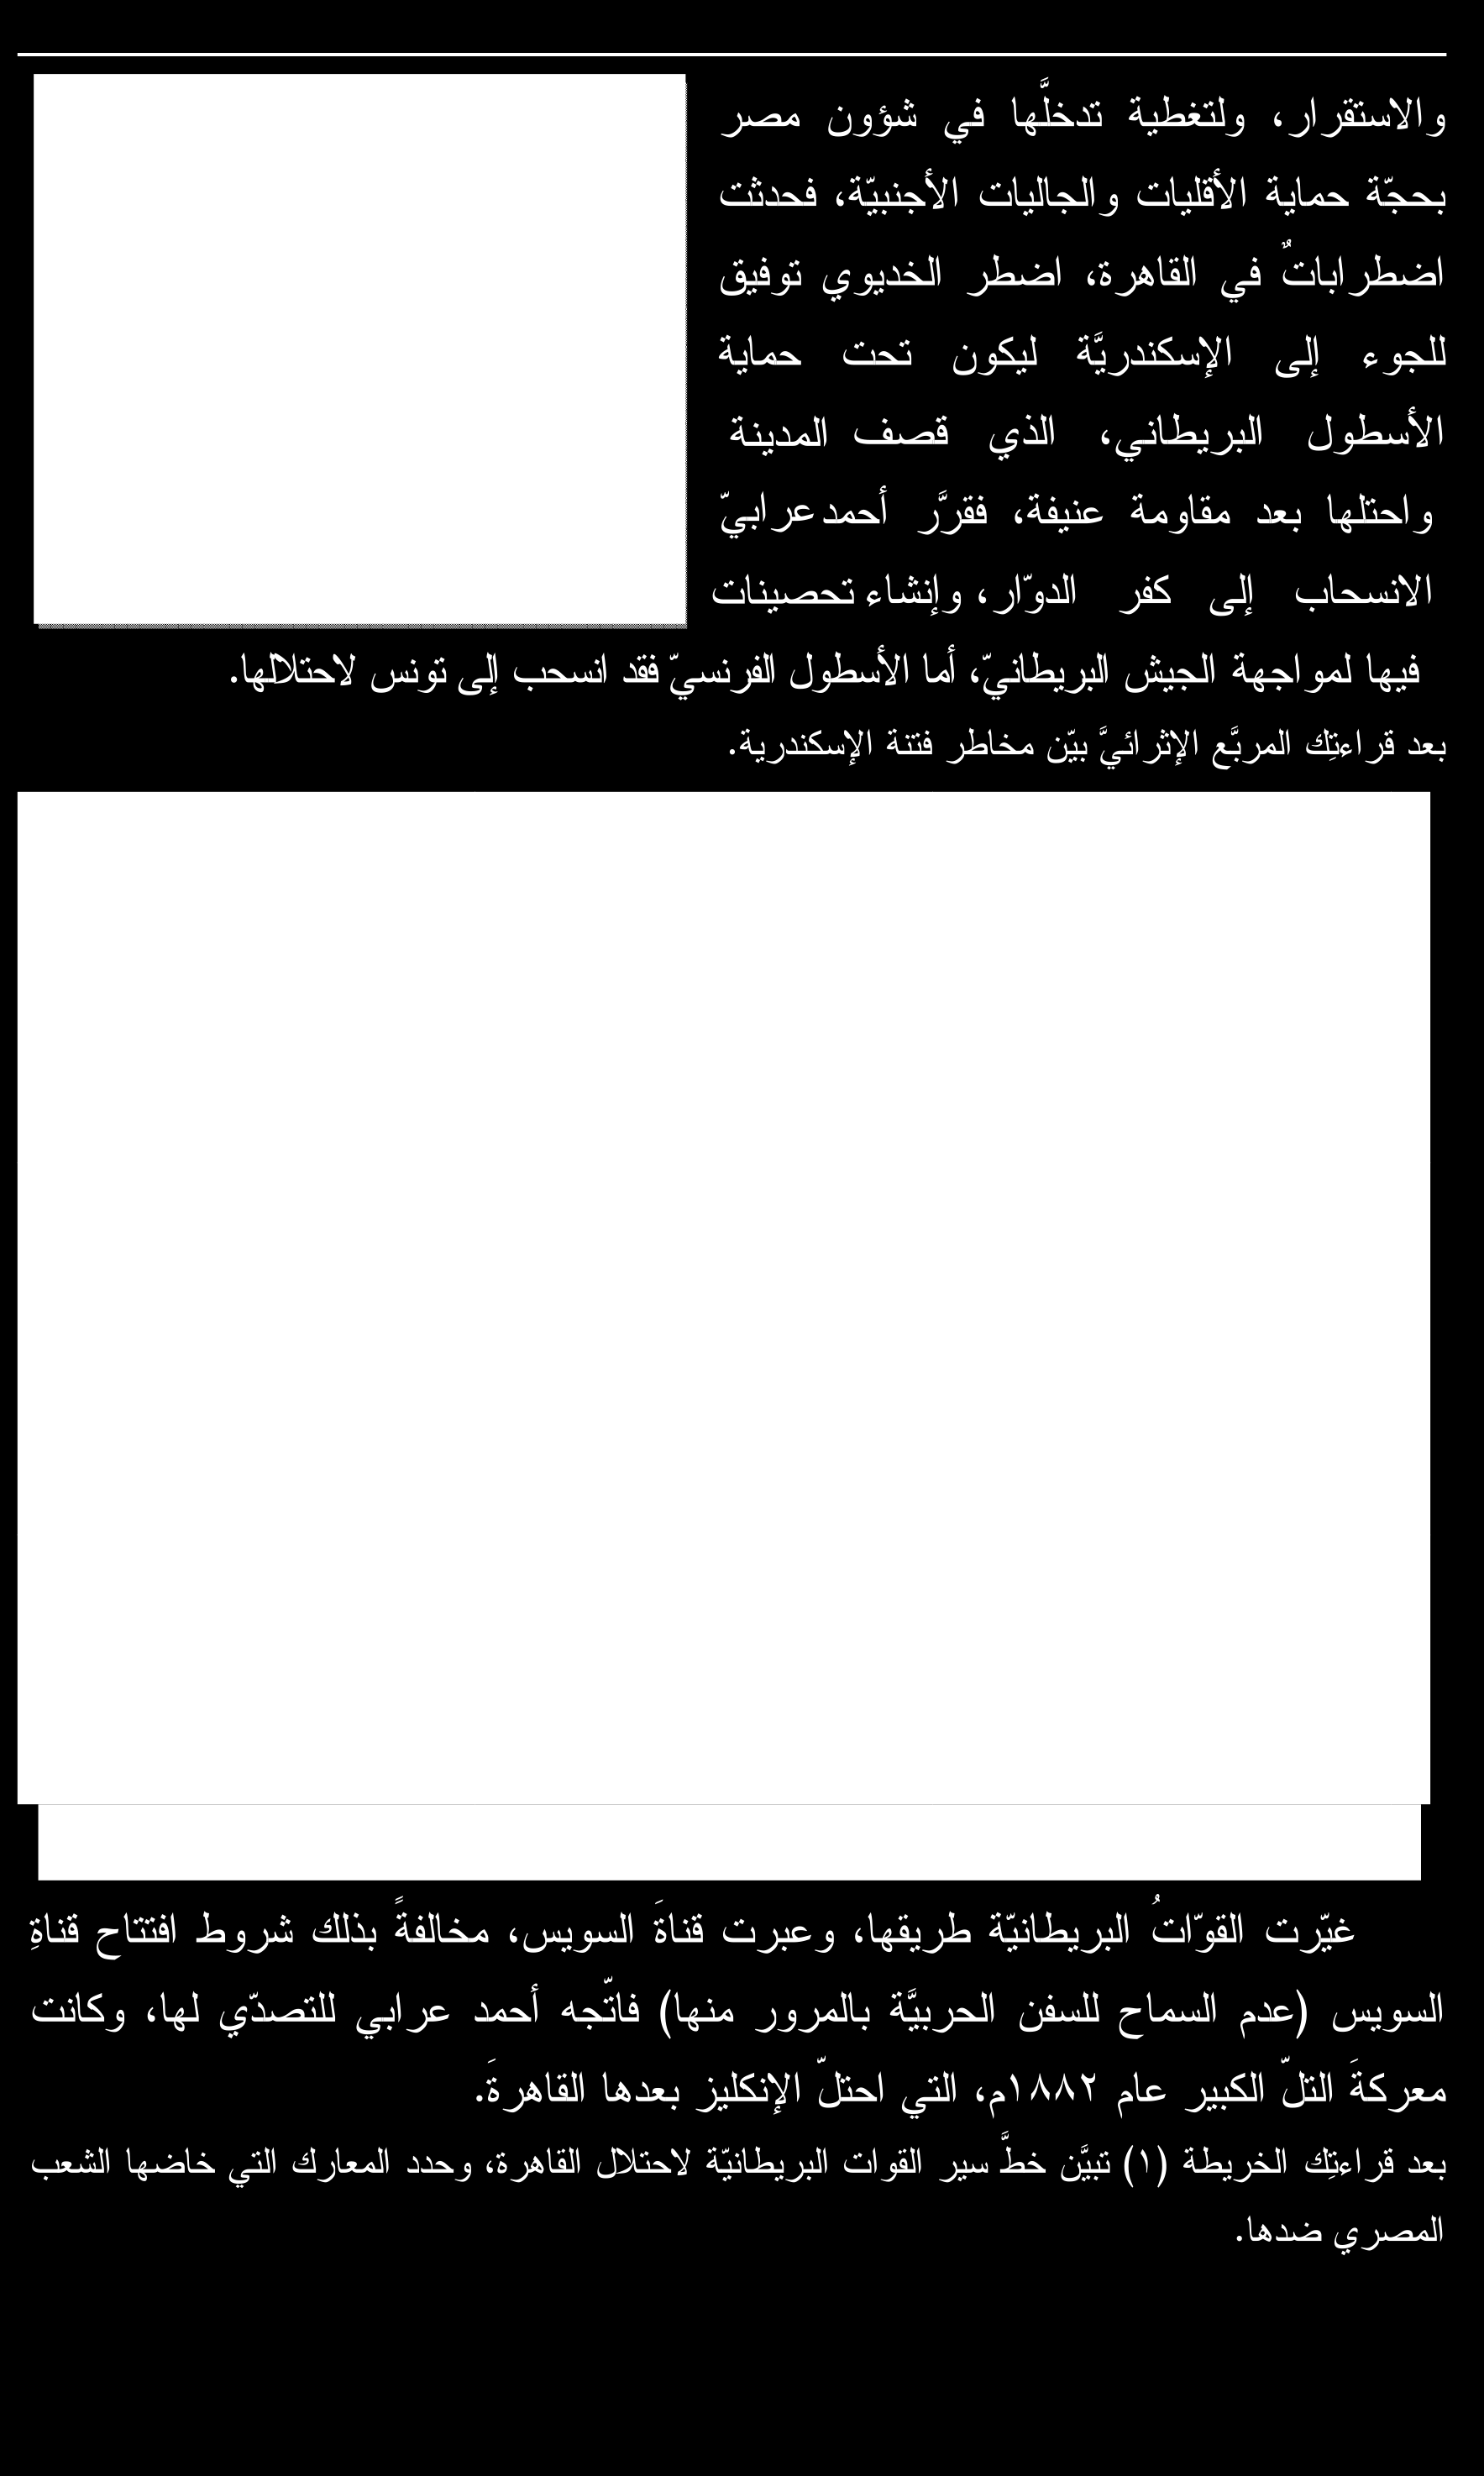 والاستقرار، ولتغطية تدخلَّها في شؤون مصر
بحجّة حماية الأقليات والجاليات الأجنبيّة، فحدثت
اضطراباتٌ في القاهرة، اضطر الخديوي توفيق
للجوء إلى الإسكندريَّة ليكون تحت حماية
الأسطول البريطاني، الذي قصف المدينة
واحتلها بعد مقاومة عنيفة، فقرَّر أحمد عرابيّ
الانسحاب إلى كفر الدوّار، وإنشاء تحصينات
فيها لمواجهة الجيش البريطانيّ، أما الأسطول الفرنسيّ فقد انسحب إلى تونس لاحتلالها.
بعد قراءتِك المربَّع الإثرائيَّ بيّن مخاطر فتنة الإسكندرية.
غيّرت القوّاتُ البريطانيّة طريقها، وعبرت قناةَ السويس، مخالفةً بذلك شروط افتتاح قناةِ
السويس (عدم السماح للسفن الحربيَّة بالمرور منها) فاتّجه أحمد عرابي للتصدّي لها، وكانت
معركةَ التلّ الكبير عام ١٨٨٢م، التي احتلّ الإنكليز بعدها القاهرةَ.
بعد قراءتِك الخريطة (١) تبيَّن خطَّ سير القوات البريطانيّة لاحتلال القاهرة، وحدد المعارك التي خاضها الشعب
المصري ضدها.